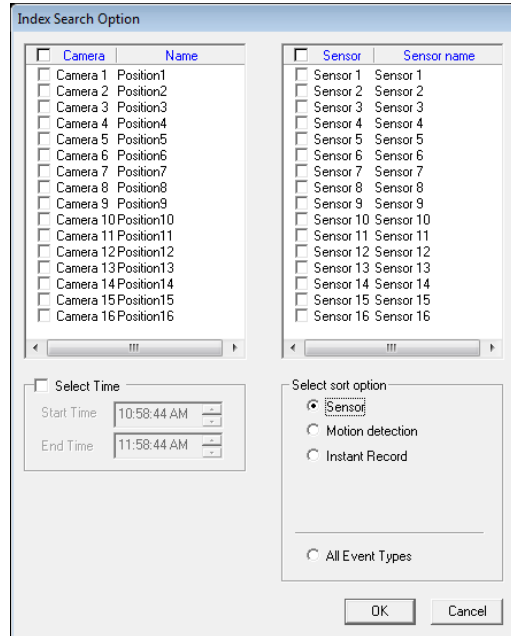 Index Search Option
Camera Name
Camera 1 Position1
Camera 2 Position2
Camera 3 Position3
Camera 4 Position4
Camera 5 Position5
Camera 6 Position6
Camera 7 Position7
Camera 8 Position8
Camera 9 Position9
Camera 10 Position10
Camera 11 Position11
Camera 12 Position12
Camera 13 Position13
Camera 14 Position14
Camera 15 Position15
Camera 16 Position16
Sensor Sensor name
Sensor 1 Sensor 1
Sensor 2 Sensor 2
Sensor 3 Sensor 3
Sensor 4 Sensor 4
Sensor 5 Sensor 5
Sensor 6 Sensor 6
Sensor 7 Sensor 7
Sensor 8 Sensor 8
Sensor 9 Sensor 9
Sensor 10 Sensor 10
Sensor 11 Sensor 11
Sensor 12 Sensor 12
Sensor 13 Sensor 13
Sensor 14 Sensor 14
Sensor 15 Sensor 15
Sensor 16 Sensor 16
Select Time
Start Time 10:58:44 AM
End Time 11:58:44 AM
Select sort option
Sensor
Motion detection
Instant Record
All Event Types
OK Cancel